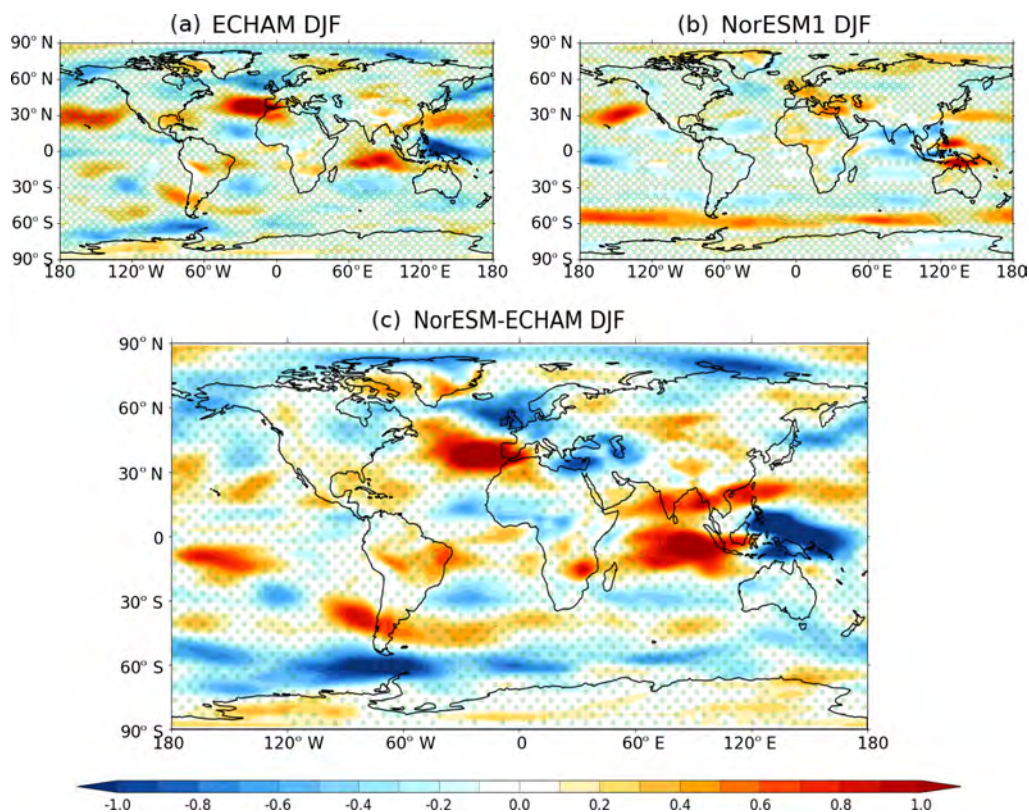 (a) ECHAM DJF
(b) NorESM1 DJF
90° N
60° N
30° N
0
30° S
60° S
90° S
180 120°W 60°W 0 60° E 120°E 180
90° N
60° N
30° N
0
30° S
60° S
90° S
180 120°W 60° W 0 60° E 120°E 180
(c) NorESM-ECHAM DJF
90° N
60° N
30° N
0
30° S
60° S
90° S
180 120° W 60° W 0 60° E 120° E 180
-1.0 -0.8 -0.6 -0.4 -0.2 0.0 0.2 0.4 0.6 0.8 1.0